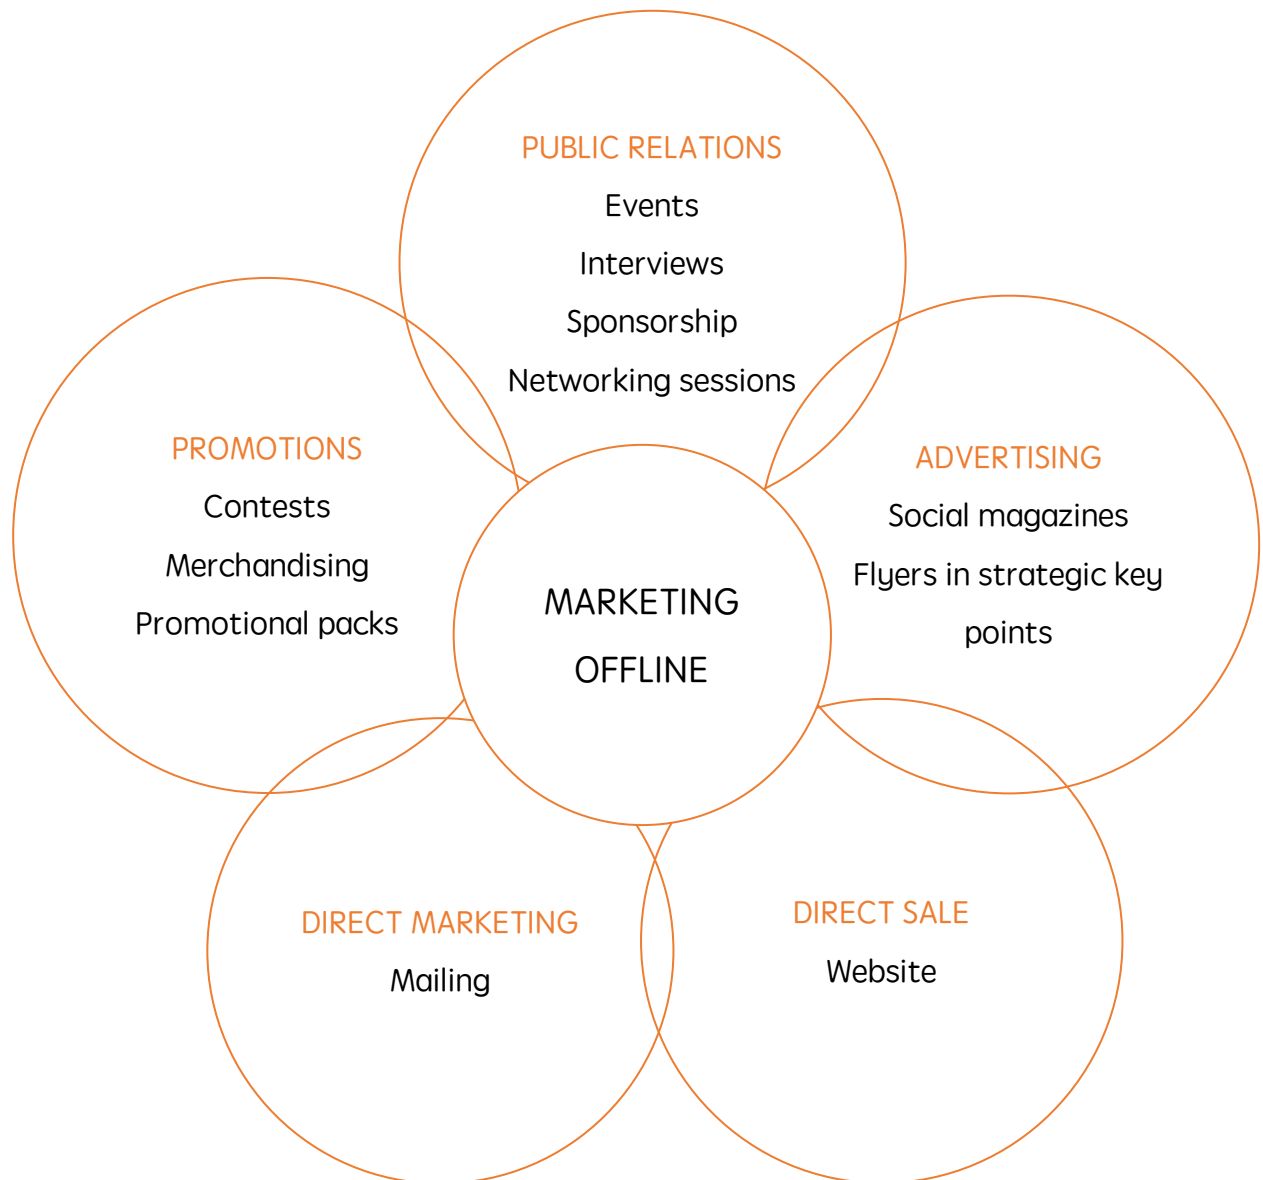 PUBLIC RELATIONS
Events
Interviews
Sponsorship
Networking sessions
PROMOTIONS
Contests
Merchandising
Promotional packs
ADVERTISING
Social magazines
Flyers in strategic key
points
MARKETING
OFFLINE
DIRECT MARKETING
Mailing
DIRECT SALE
Website